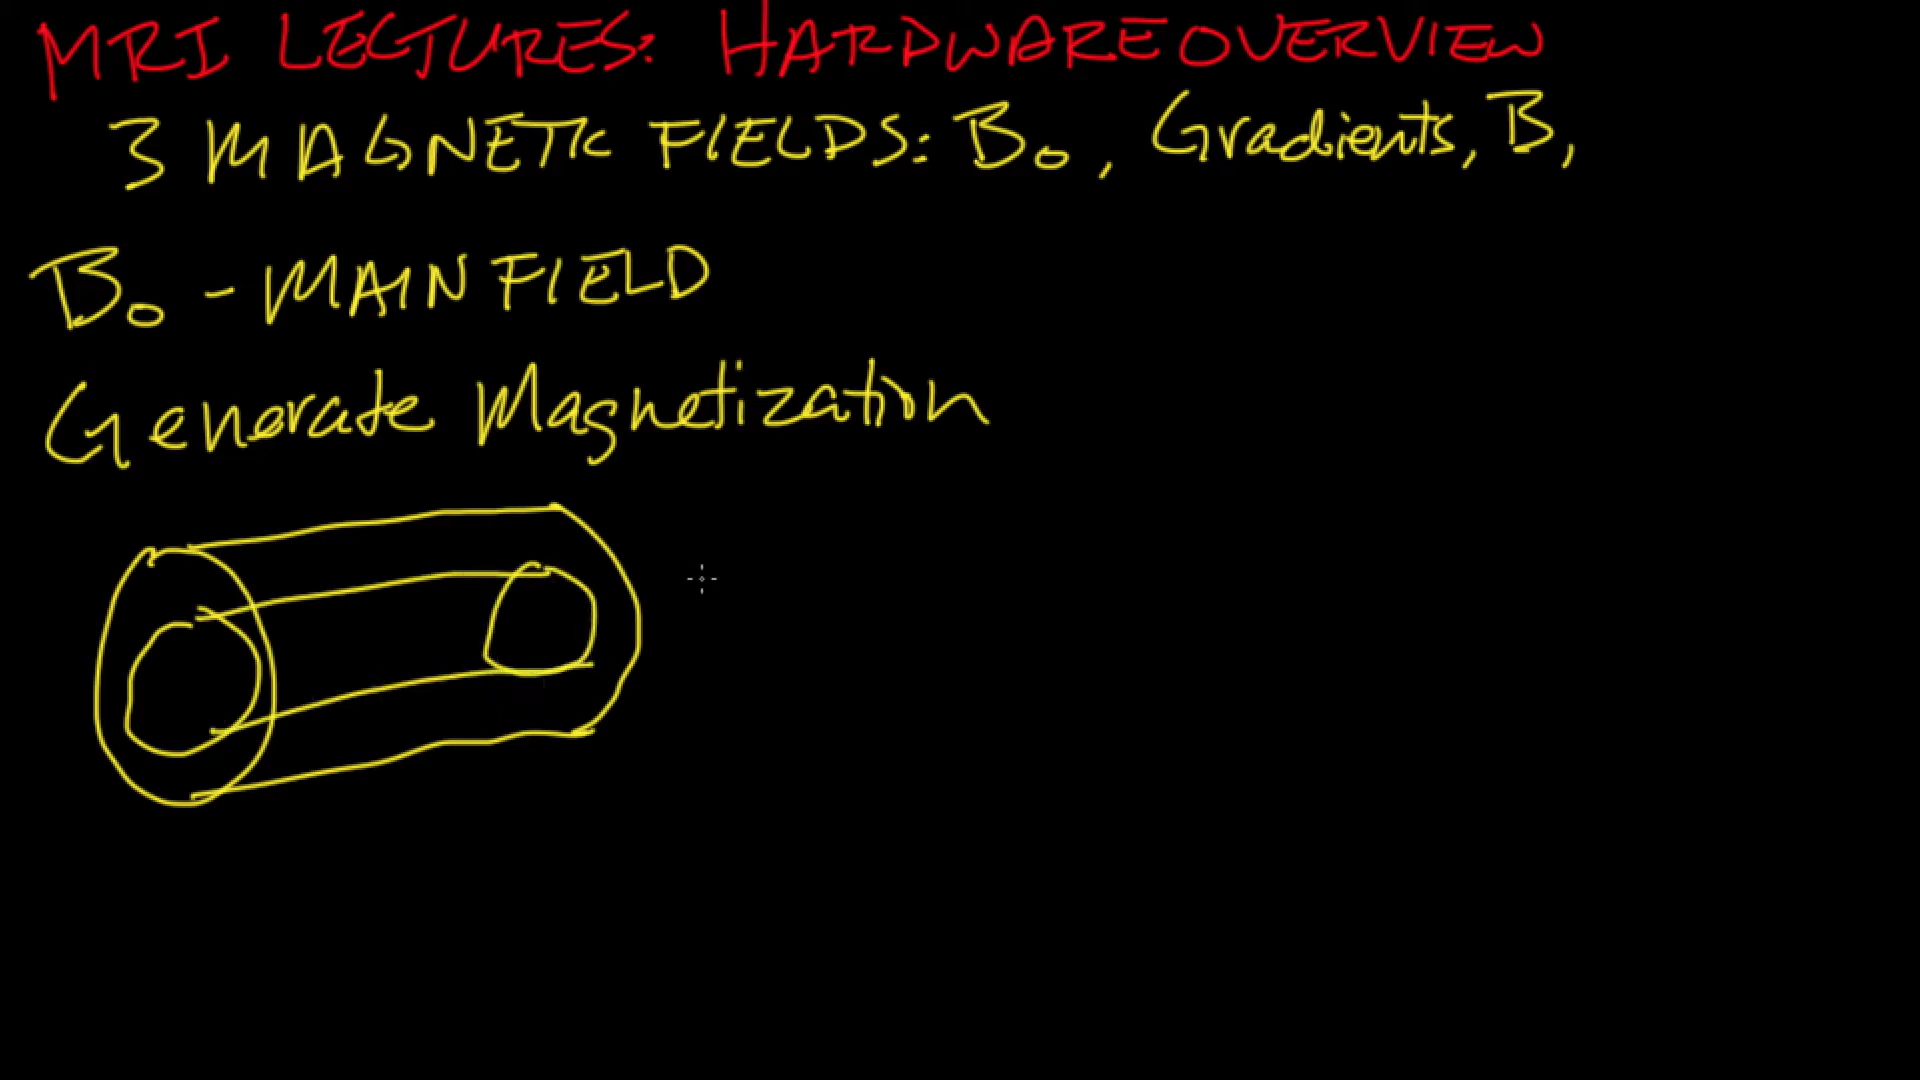 MRI LECTURES: HARDWARE OVERVIEW
3 MAGNETIC FIELDS: B₀, Gradients, B₁
B₀ - MAIN FIELD
Generate Magnetization